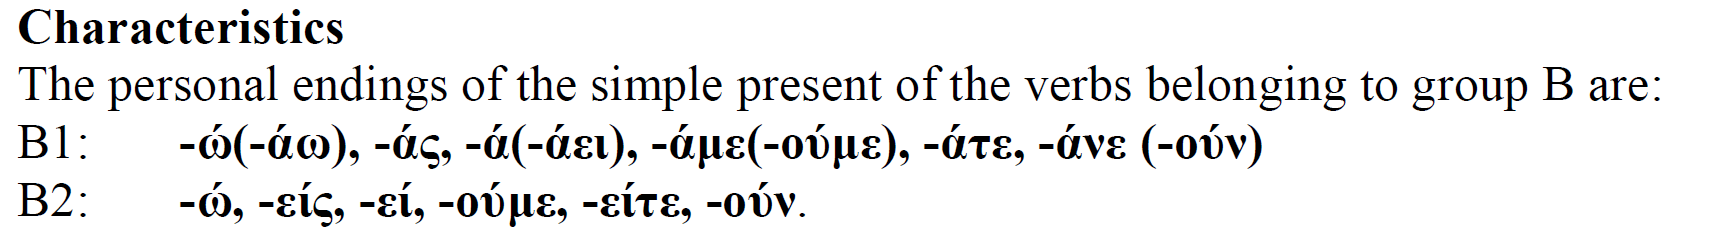 Characteristics
The personal endings of the simple present of the verbs belonging to group B are:
B1: -ώ(-άω), -άς, -ά(-άει), -άμε(-ούμε), -άτε, -άνε (-ούν)
B2: -ώ, -είς, -εί, -ούμε, -είτε, -ούν.